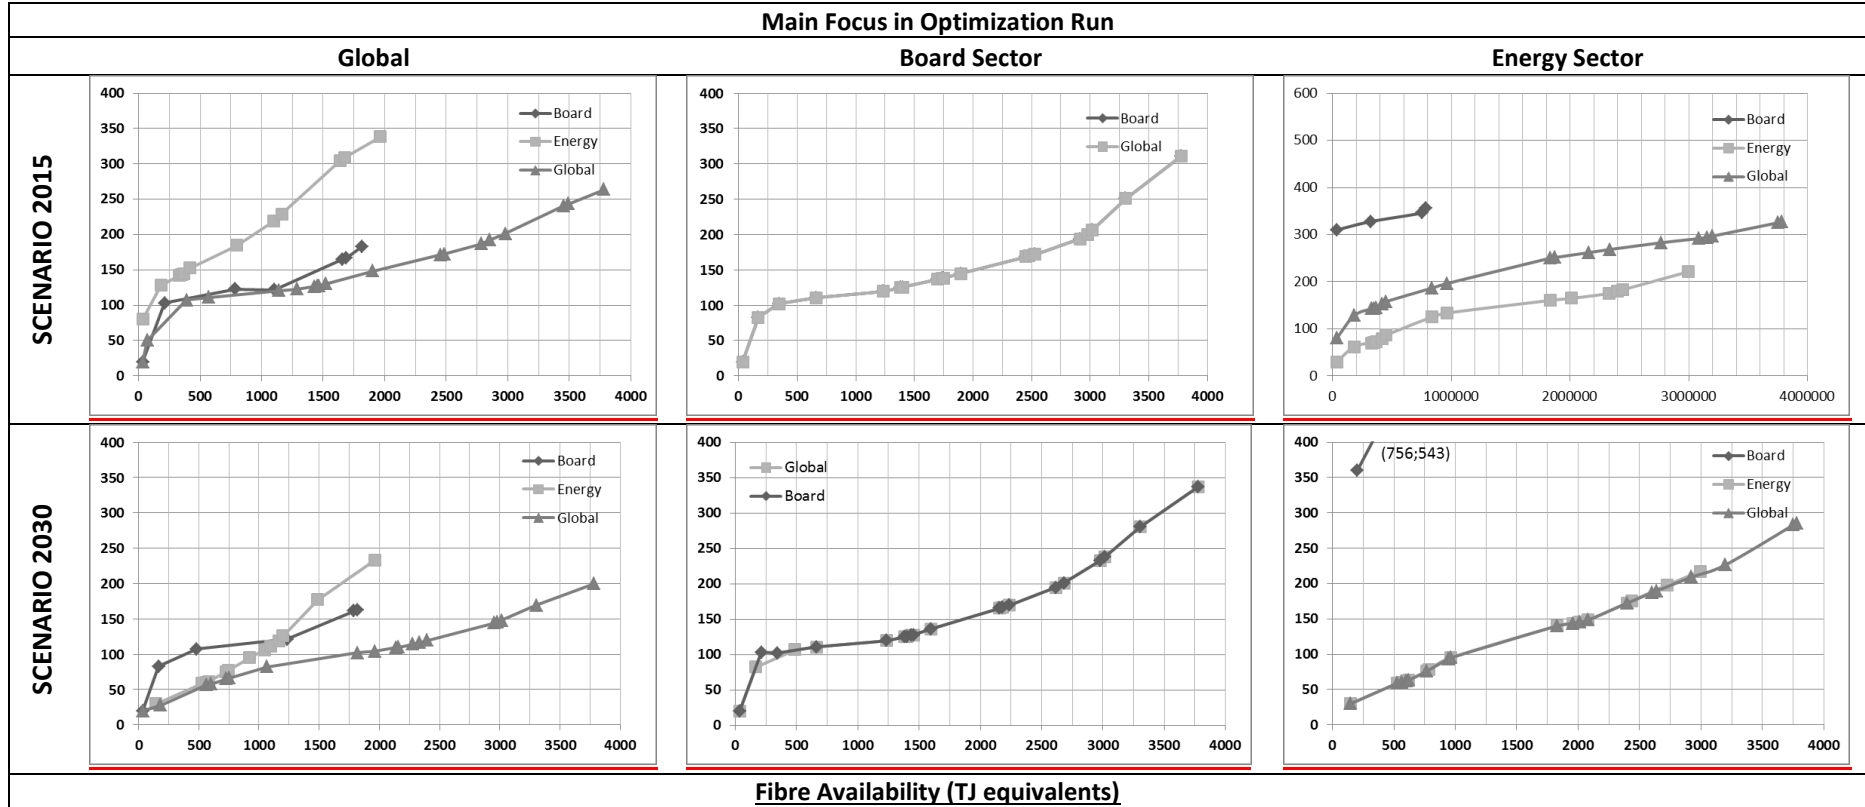 Main Focus in Optimization Run
Global
Board Sector
Energy Sector
SCENARIO 2015
400
350
300
250
200
150
100
50
0
0 500 1000 1500 2000 2500 3000 3500 4000
Board
Energy
Global
400
350
300
250
200
150
100
50
0
0 500 1000 1500 2000 2500 3000 3500 4000
Board
Global
600
500
400
300
200
100
0
0 1000000 2000000 3000000 4000000
Board
Energy
Global
SCENARIO 2030
400
350
300
250
200
150
100
50
0
0 500 1000 1500 2000 2500 3000 3500 4000
Board
Energy
Global
400
350
300
250
200
150
100
50
0
0 500 1000 1500 2000 2500 3000 3500 4000
Global
Board
400
350
300
250
200
150
100
50
0
0 500 1000 1500 2000 2500 3000 3500 4000
(756;543)
Board
Energy
Global
Fibre Availability (TJ equivalents)